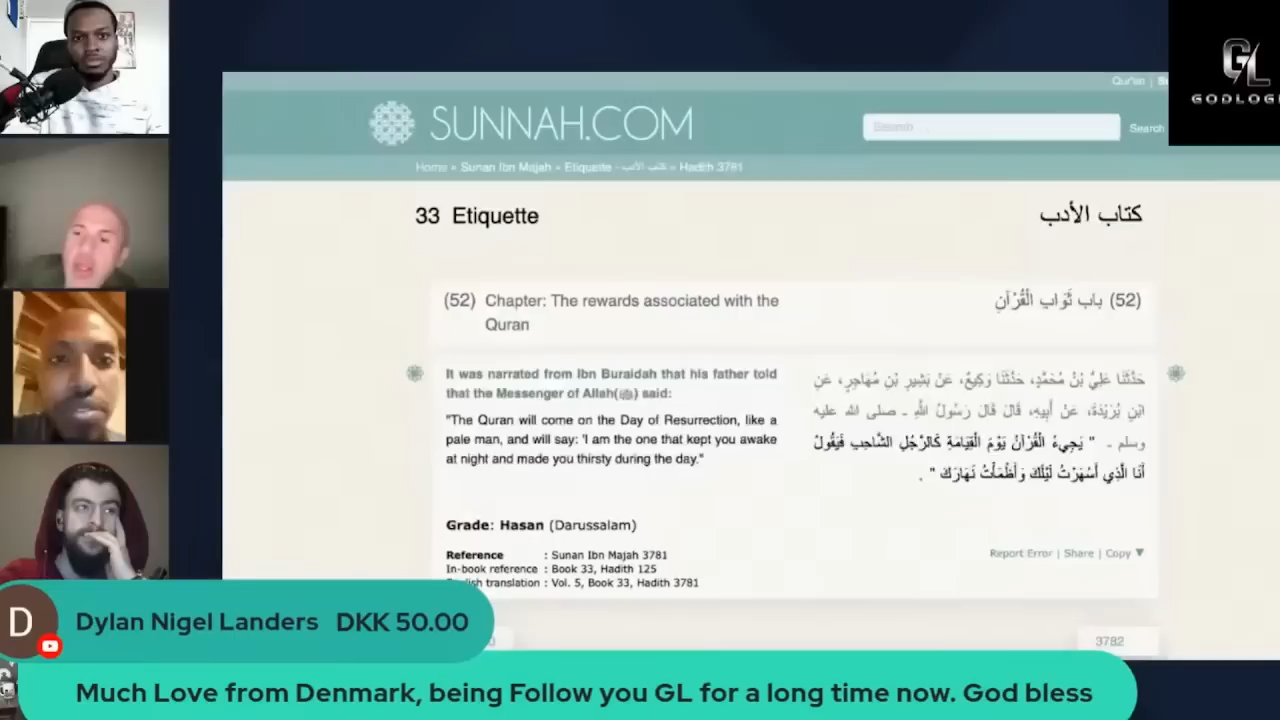 Qur'an |
SUNNAH.COM
Search
Search
GL
GODLOGI
Home » Sunan Ibn Majah » Etiquette - كتاب الأدب » Hadith 3781
33 Etiquette
كتاب الأدب
(52) Chapter: The rewards associated with the
Quran
(52) باب ثَوَابِ الْقُرْآنِ
It was narrated from Ibn Buraidah that his father told
that the Messenger of Allah(ﷺ) said:
"The Quran will come on the Day of Resurrection, like a
pale man, and will say: 'I am the one that kept you awake
at night and made you thirsty during the day."
حَدَّثَنَا عَلِيُّ بْنُ مُحَمَّدٍ، حَدَّثَنَا وَكِيعٌ، عَنْ بَشِيرِ بْنِ مُهَاجِرٍ، عَنِ
ابْنِ بُرَيْدَةَ، عَنْ أَبِيهِ، قَالَ قَالَ رَسُولُ اللَّهِ ـ صلى الله عليه
وسلم ـ " يَجِيءُ الْقُرْآنُ يَوْمَ الْقِيَامَةِ كَالرَّجُلِ الشَّاحِبِ فَيَقُولُ
أَنَا الَّذِي أَسْهَرْتُ لَيْلَكَ وَأَظْمَأْتُ نَهَارَكَ " .
Grade: Hasan (Darussalam)
Reference : Sunan Ibn Majah 3781
In-book reference : Book 33, Hadith 125
English translation : Vol. 5, Book 33, Hadith 3781
Report Error | Share | Copy ▼
3782
D
Dylan Nigel Landers DKK 50.00
Much Love from Denmark, being Follow you GL for a long time now. God bless